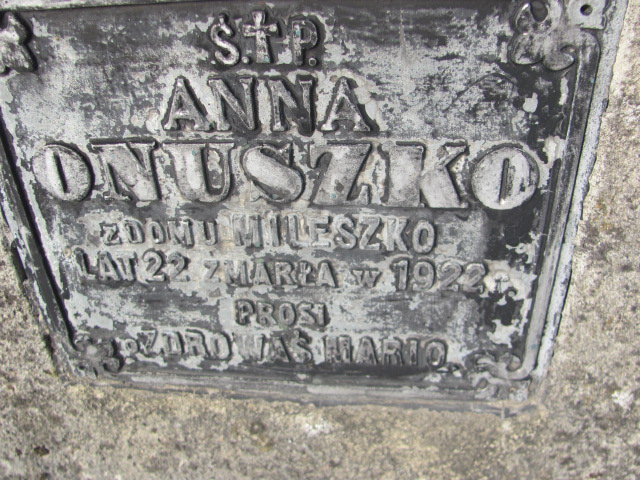 Ś.†P.
ANNA
ONUSZKO
Z DOMU MILESZKO
LAT 22 ZMARŁA W 1922 r.
PROSI
O ZDROWAŚ MARIO